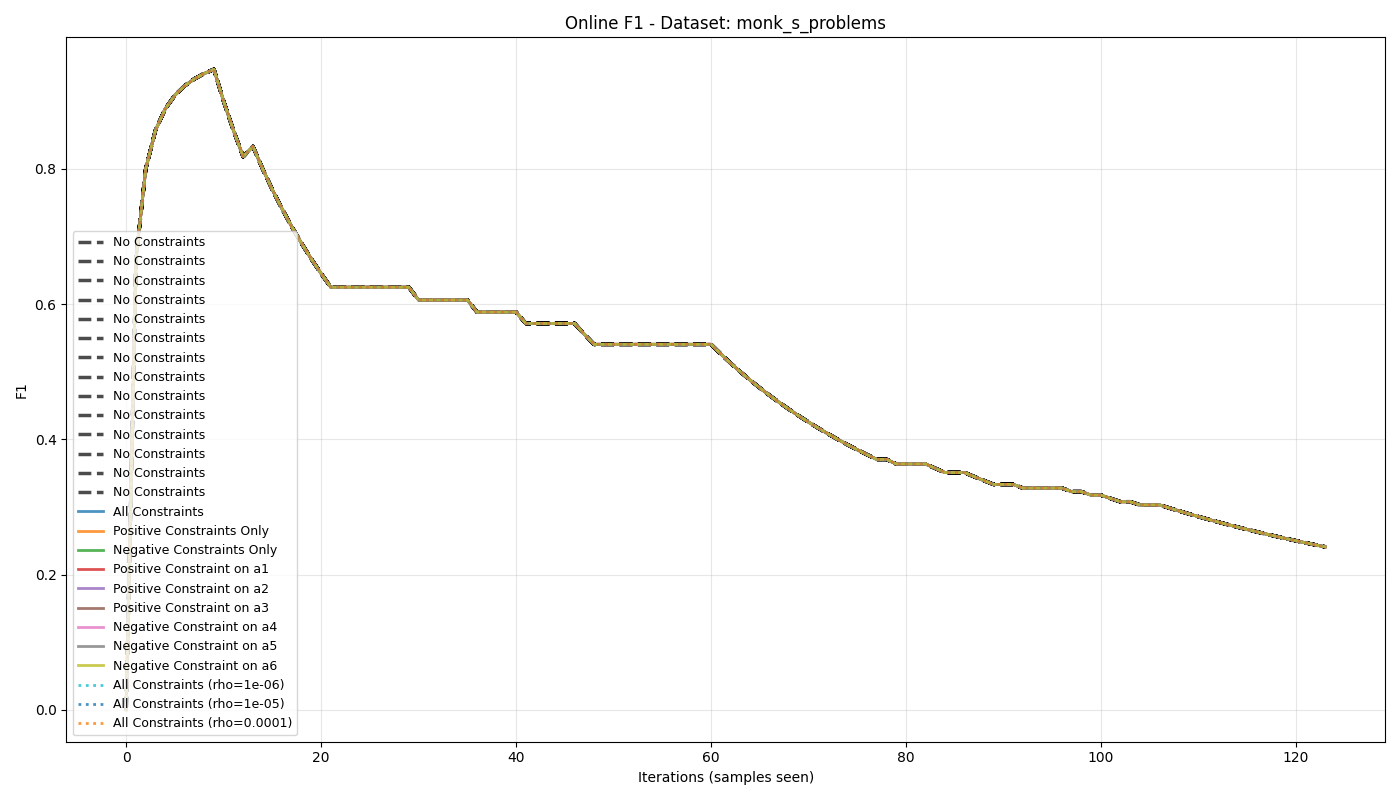 Online F1 - Dataset: monk_s_problems
F1
0.8
0.6
0.4
0.2
0.0
No Constraints
No Constraints
No Constraints
No Constraints
No Constraints
No Constraints
No Constraints
No Constraints
No Constraints
No Constraints
No Constraints
No Constraints
No Constraints
No Constraints
All Constraints
Positive Constraints Only
Negative Constraints Only
Positive Constraint on a1
Positive Constraint on a2
Positive Constraint on a3
Negative Constraint on a4
Negative Constraint on a5
Negative Constraint on a6
All Constraints (rho=1e-06)
All Constraints (rho=1e-05)
All Constraints (rho=0.0001)
0 20 40 60 80 100 120
Iterations (samples seen)